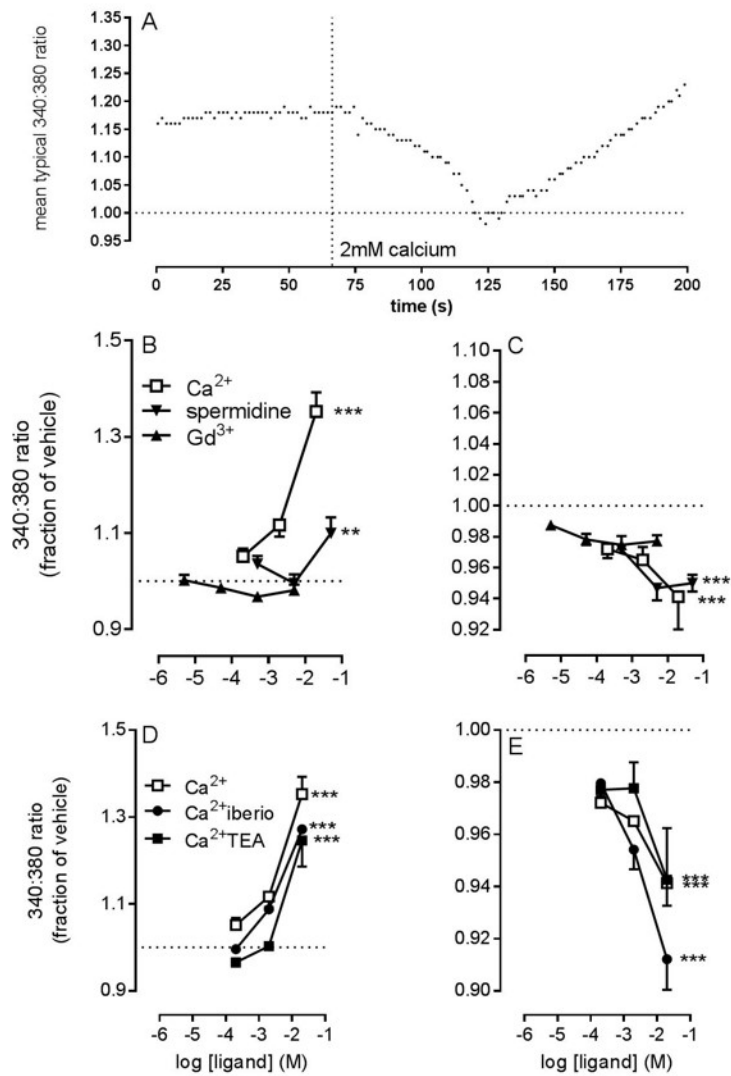 A
mean typical 340:380 ratio
1.35
1.30
1.25
1.20
1.15
1.10
1.05
1.00
0.95
2mM calcium
0 25 50 75 100 125 150 175 200
time (s)
B
340:380 ratio
(fraction of vehicle)
1.5
1.3
1.1
0.9
Ca2+
spermidine
Gd3+
***
**
-6 -5 -4 -3 -2 -1
C
1.10
1.08
1.06
1.04
1.02
1.00
0.98
0.96
0.94
0.92
***
***
-6 -5 -4 -3 -2 -1
D
340:380 ratio
(fraction of vehicle)
1.5
1.3
1.1
0.9
Ca2+
Ca2+iberio
Ca2+TEA
***
***
***
-6 -5 -4 -3 -2 -1
log [ligand] (M)
E
1.00
0.98
0.96
0.94
0.92
0.90
***
***
***
-6 -5 -4 -3 -2 -1
log [ligand] (M)